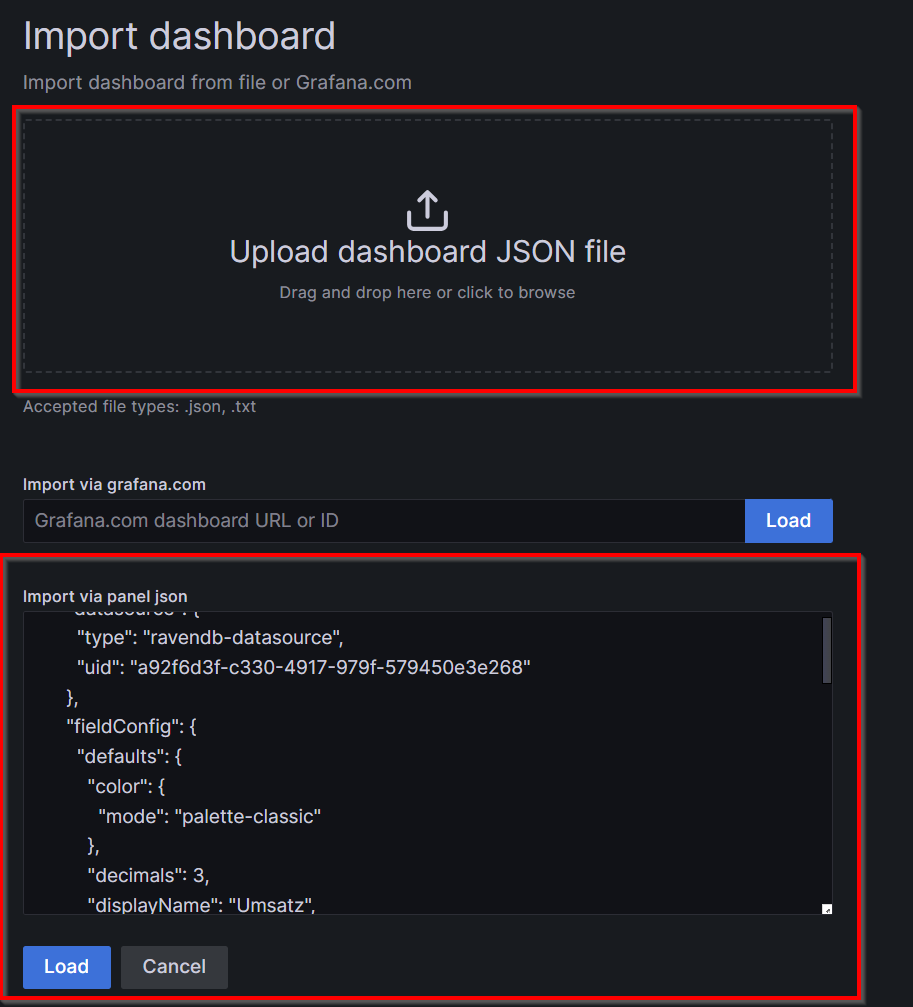 Import dashboard
Import dashboard from file or Grafana.com
Upload dashboard JSON file
Drag and drop here or click to browse
Accepted file types: .json, .txt
Import via grafana.com
Grafana.com dashboard URL or ID
Load
Import via panel json
"datasource": {
"type": "ravendb-datasource",
"uid": "a92f6d3f-c330-4917-979f-579450e3e268"
},
"fieldConfig": {
"defaults": {
"color": {
"mode": "palette-classic"
},
"decimals": 3,
"displayName": "Umsatz",
Load
Cancel